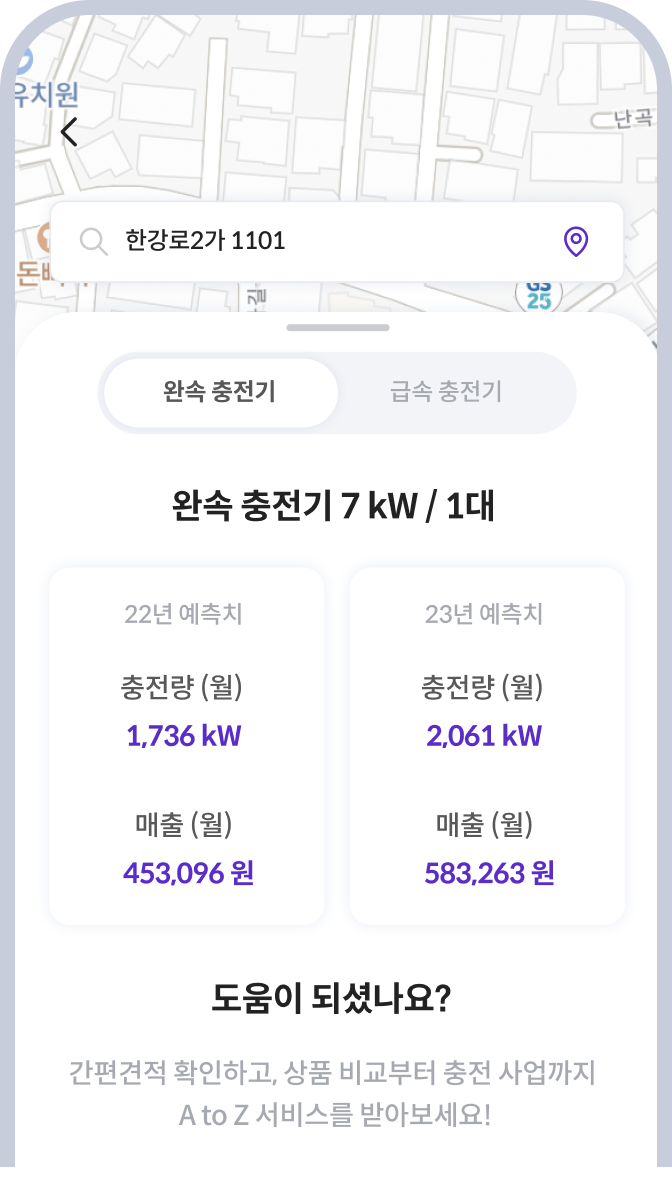 유치원
난곡
한강로2가 1101
길
GS
25
완속 충전기
급속 충전기
완속 충전기 7 kW / 1대
22년 예측치
23년 예측치
충전량 (월)
충전량 (월)
1,736 kW
2,061 kW
매출 (월)
매출 (월)
453,096 원
583,263 원
도움이 되셨나요?
간편견적 확인하고, 상품 비교부터 충전 사업까지
A to Z 서비스를 받아보세요!